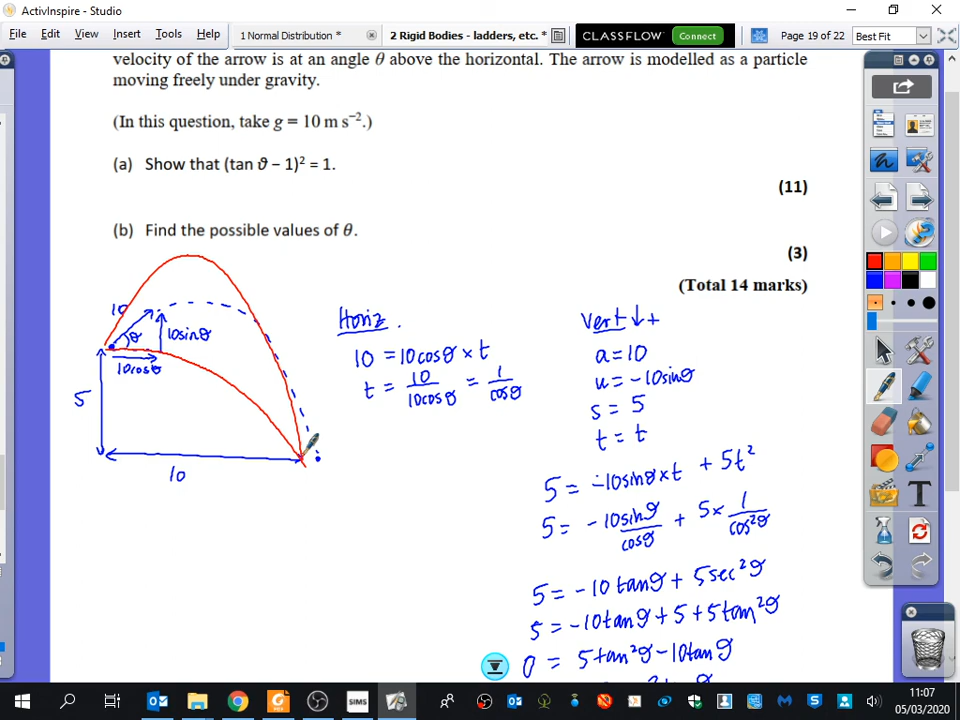 ActivInspire - Studio
File Edit View Insert Tools Help
1 Normal Distribution *
2 Rigid Bodies - ladders, etc. *
CLASSFLOW Connect
Page 19 of 22
Best Fit
velocity of the arrow is at an angle θ above the horizontal. The arrow is modelled as a particle
moving freely under gravity.
(In this question, take g = 10 m s⁻².)
(a) Show that (tan ϑ − 1)² = 1.
(11)
(b) Find the possible values of θ.
(3)
(Total 14 marks)
10
θ
10sinθ
10cosθ
5
10
Horiz.
10 = 10cosθ × t
t = 10/10cosθ = 1/cosθ
Vert ↓+
a = 10
u = -10sinθ
s = 5
t = t
5 = -10sinθ×t + 5t²
5 = -10sinθ/cosθ + 5× 1/cos²θ
5 = -10tanθ + 5sec²θ
5 = -10tanθ + 5 + 5tan²θ
0 = 5tan²θ - 10tanθ
SIMS
11:07
05/03/2020